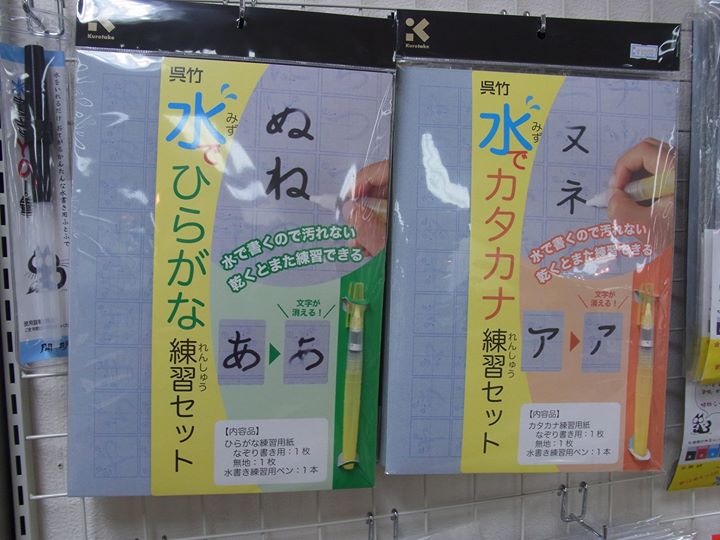 Kuretake
呉竹
水でひらがな練習セット
みず
れんしゅう
ぬ
ね
水で書くので汚れない
乾くとまた練習できる
文字が
消える！
あ
あ
【内容品】
ひらがな練習用紙
なぞり書き用：1枚
無地：1枚
水書き練習用ペン：1本
Kuretake
呉竹
水でカタカナ練習セット
みず
れんしゅう
ヌ
ネ
水で書くので汚れない
乾くとまた練習できる
文字が
消える！
ア
ア
【内容品】
カタカナ練習用紙
なぞり書き用：1枚
無地：1枚
水書き練習用ペン：1本